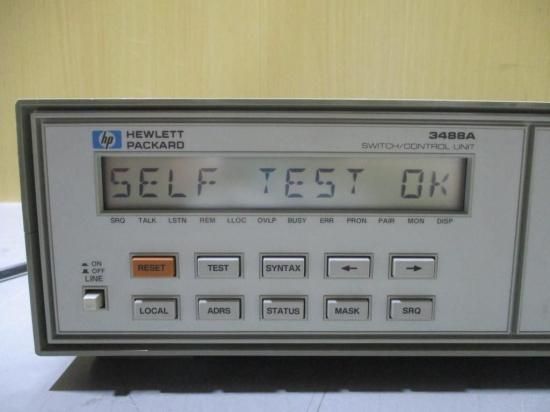 hp HEWLETT
PACKARD
3488A
SWITCH/CONTROL UNIT
SELF TEST OK
SRQ TALK LSTN REM LLOC OVLP BUSY ERR PRON PAIR MON DISP
ON
OFF
LINE
RESET TEST SYNTAX ← →
LOCAL ADRS STATUS MASK SRQ